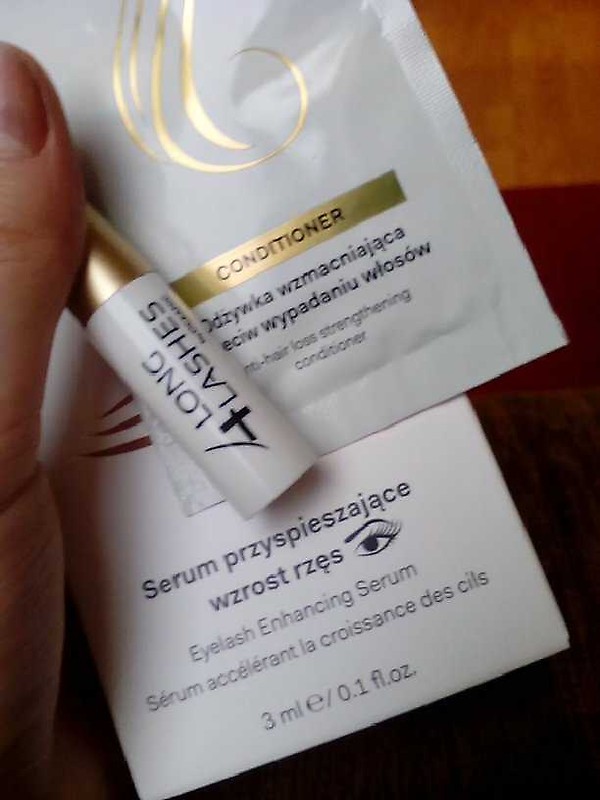 CONDITIONER
Odżywka wzmacniająca
wypadaniu włosów
strengthening
conditioner
4 LONG
LASHES
Serum przyspieszające
wzrost rzęs
Eyelash Enhancing Serum
Sérum accélérant la croissance des cils
3 ml ℮ / 0.1 fl.oz.